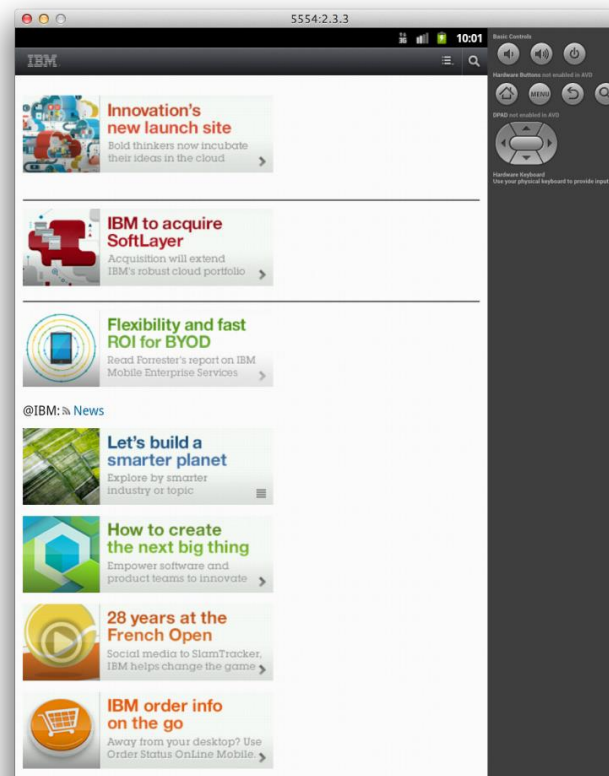 5554:2.3.3
3G 10:01
Basic Controls
Hardware Buttons not enabled in AVD
MENU
DPAD not enabled in AVD
Hardware Keyboard
Use your physical keyboard to provide input
IBM
Innovation's
new launch site
Bold thinkers now incubate
their ideas in the cloud
IBM to acquire
SoftLayer
Acquisition will extend
IBM's robust cloud portfolio
Flexibility and fast
ROI for BYOD
Read Forrester's report on IBM
Mobile Enterprise Services
@IBM: News
Let's build a
smarter planet
Explore by smarter
industry or topic
How to create
the next big thing
Empower software and
product teams to innovate
28 years at the
French Open
Social media to SlamTracker,
IBM helps change the game
IBM order info
on the go
Away from your desktop? Use
Order Status OnLine Mobile.